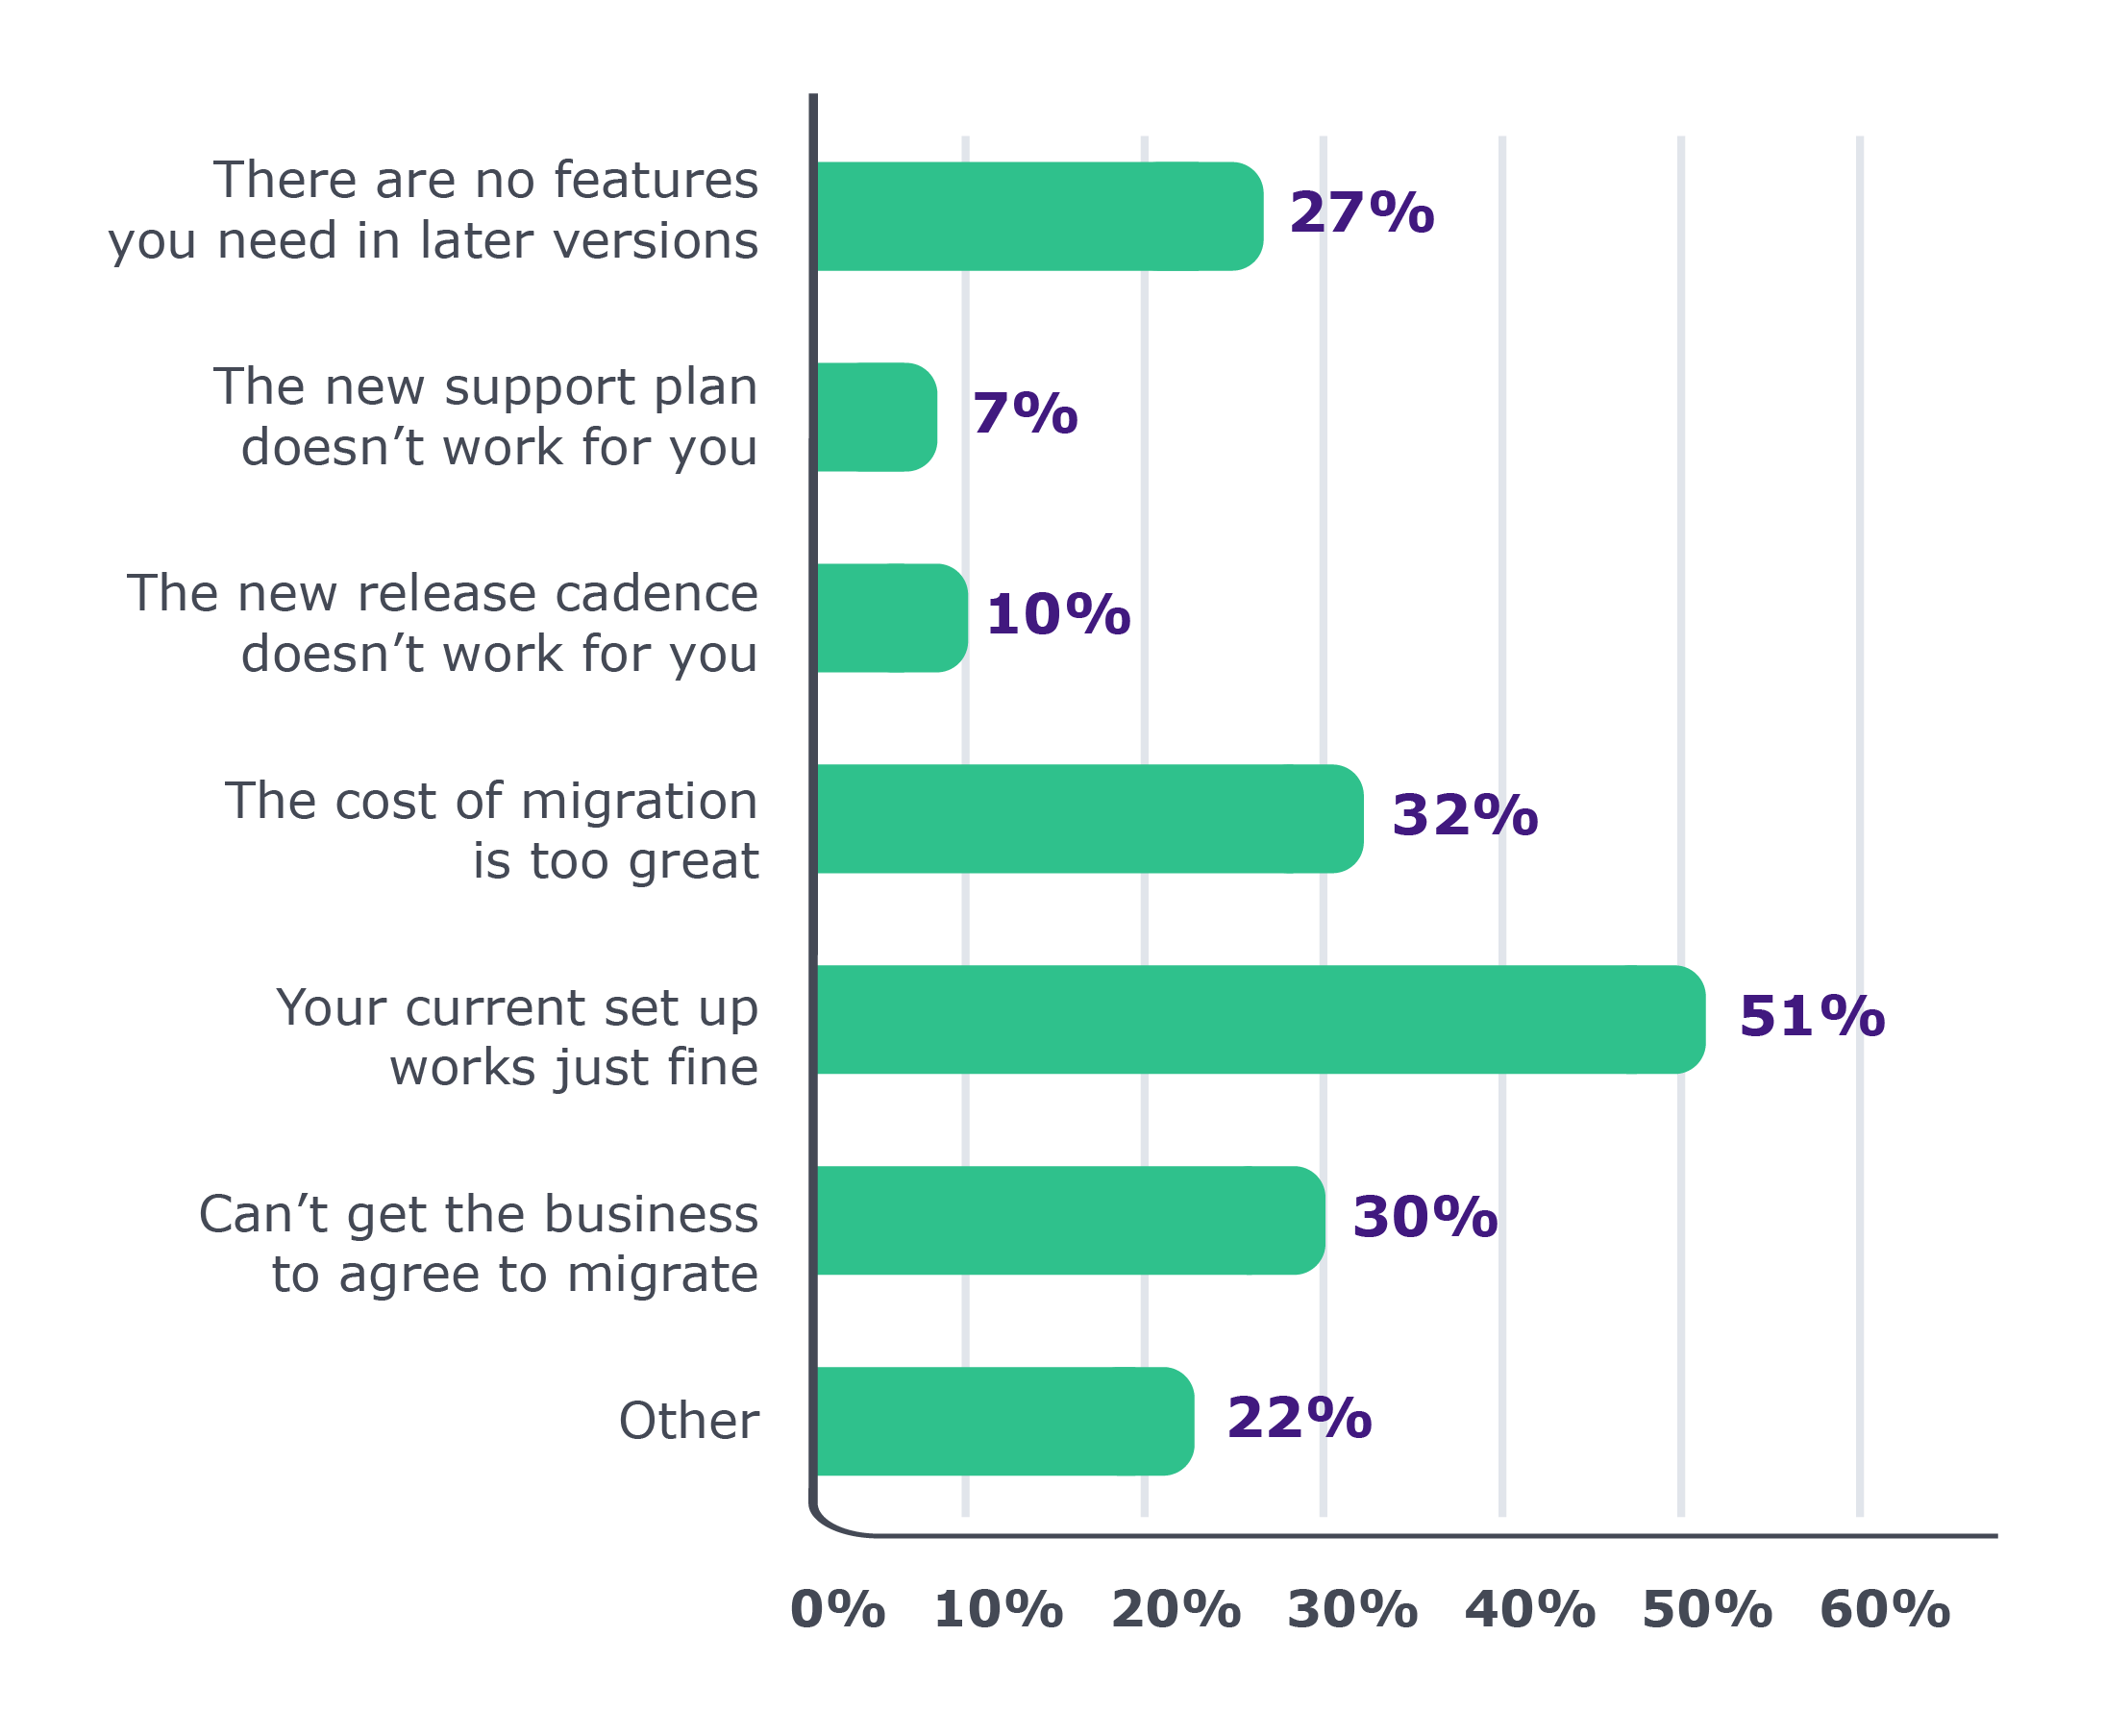 There are no features
you need in later versions
27%
The new support plan
doesn’t work for you
7%
The new release cadence
doesn’t work for you
10%
The cost of migration
is too great
32%
Your current set up
works just fine
51%
Can’t get the business
to agree to migrate
30%
Other
22%
0% 10% 20% 30% 40% 50% 60%